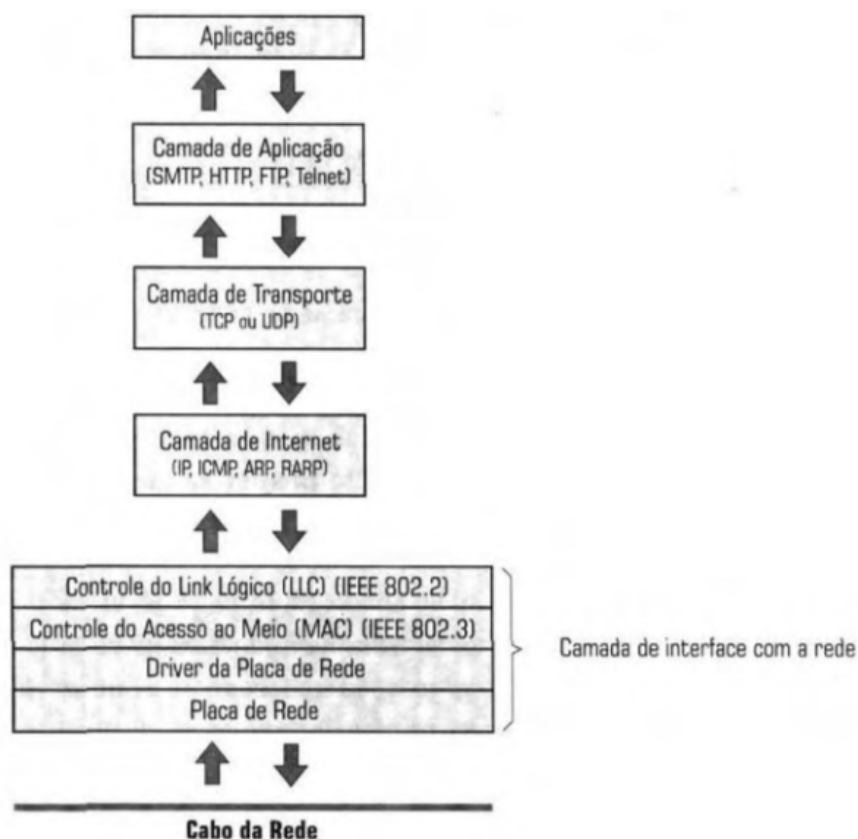 Aplicações
Camada de Aplicação
(SMTP, HTTP, FTP, Telnet)
Camada de Transporte
(TCP ou UDP)
Camada de Internet
(IP, ICMP, ARP, RARP)
Controle do Link Lógico (LLC) (IEEE 802.2)
Controle do Acesso ao Meio (MAC) (IEEE 802.3)
Driver da Placa de Rede
Placa de Rede
Camada de interface com a rede
Cabo da Rede